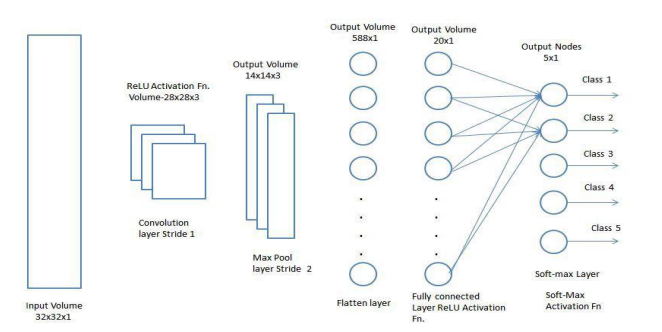 Input Volume
32x32x1
ReLU Activation Fn.
Volume-28x28x3
Convolution
layer Stride 1
Output Volume
14x14x3
Max Pool
layer Stride 2
Output Volume
588x1
Flatten layer
Output Volume
20x1
Fully connected
Layer ReLU Activation
Fn.
Output Nodes
5x1
Class 1
Class 2
Class 3
Class 4
Class 5
Soft-max Layer
Soft-Max
Activation Fn